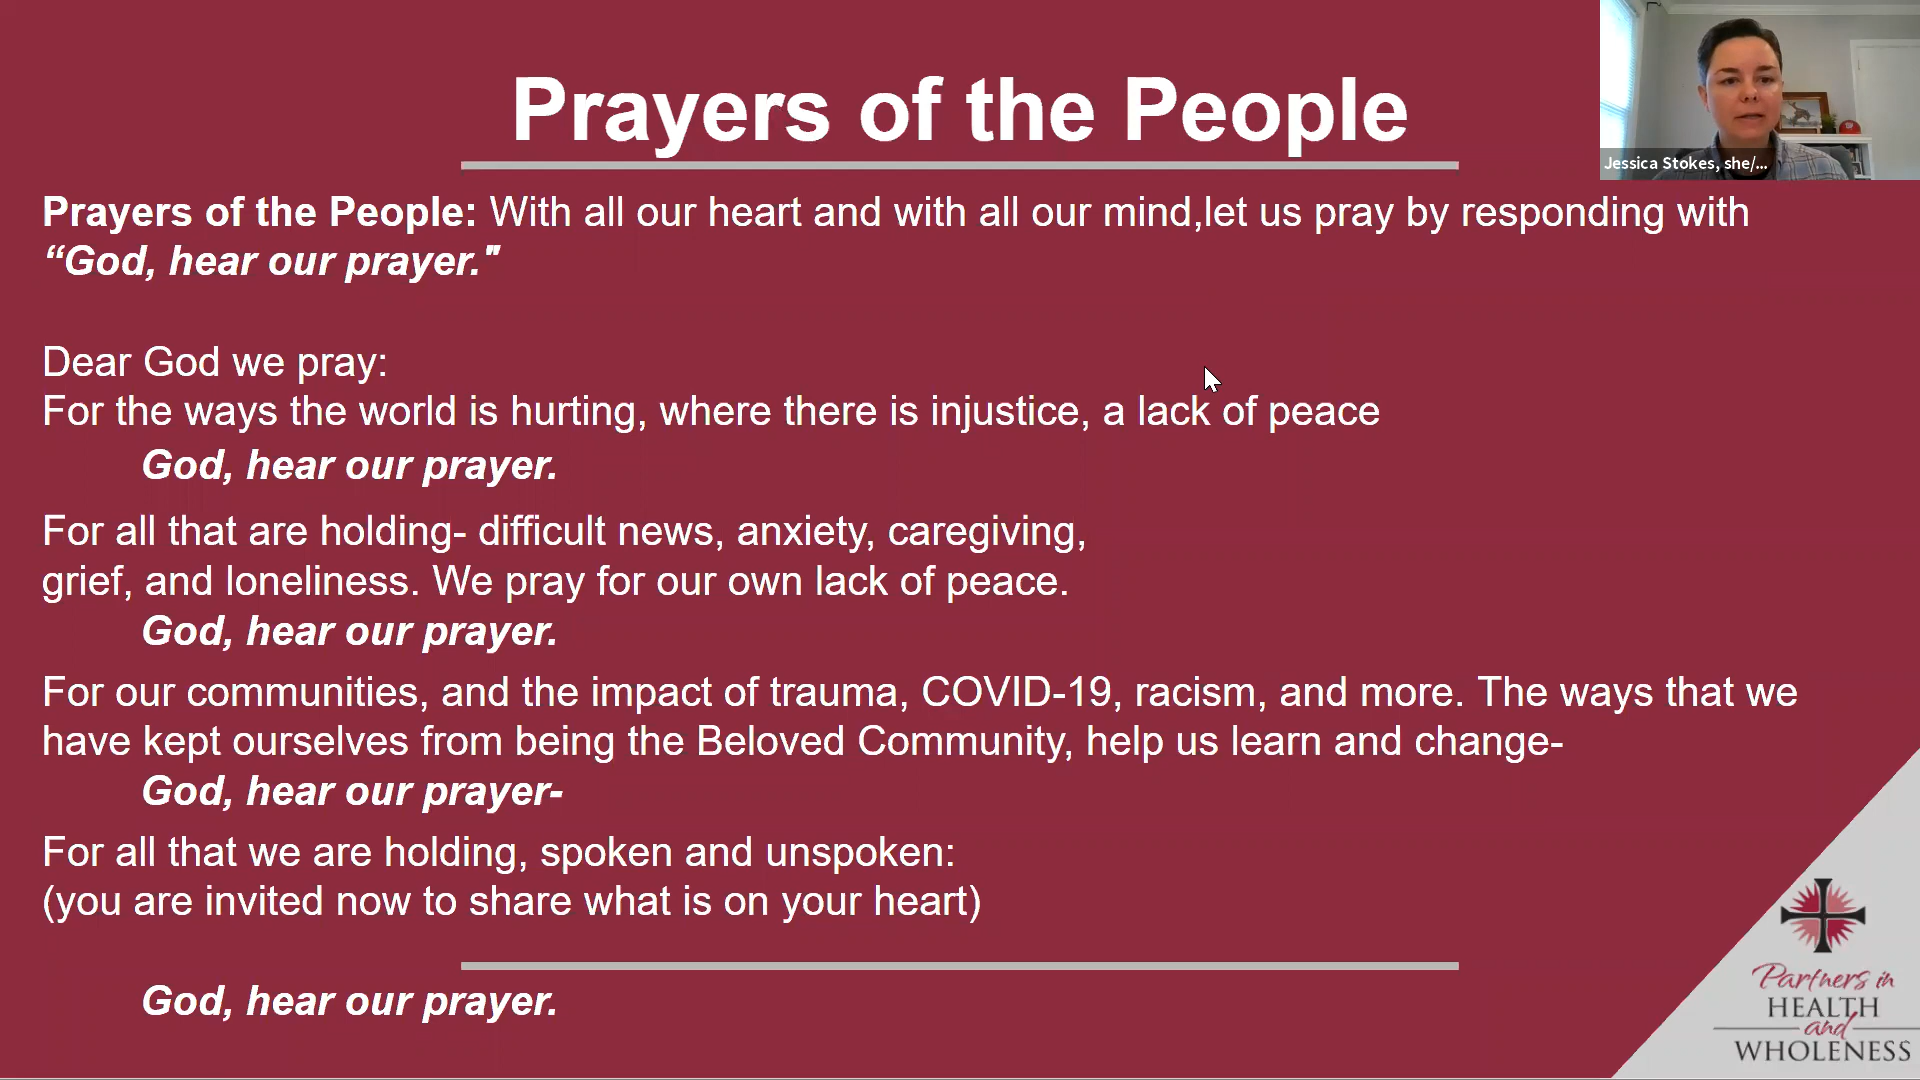 Prayers of the People
Jessica Stokes, she/...
Prayers of the People: With all our heart and with all our mind,let us pray by responding with
“God, hear our prayer."
Dear God we pray:
For the ways the world is hurting, where there is injustice, a lack of peace
God, hear our prayer.
For all that are holding- difficult news, anxiety, caregiving,
grief, and loneliness. We pray for our own lack of peace.
God, hear our prayer.
For our communities, and the impact of trauma, COVID-19, racism, and more. The ways that we
have kept ourselves from being the Beloved Community, help us learn and change-
God, hear our prayer-
For all that we are holding, spoken and unspoken:
(you are invited now to share what is on your heart)
God, hear our prayer.
Partners in
HEALTH
and
WHOLENESS